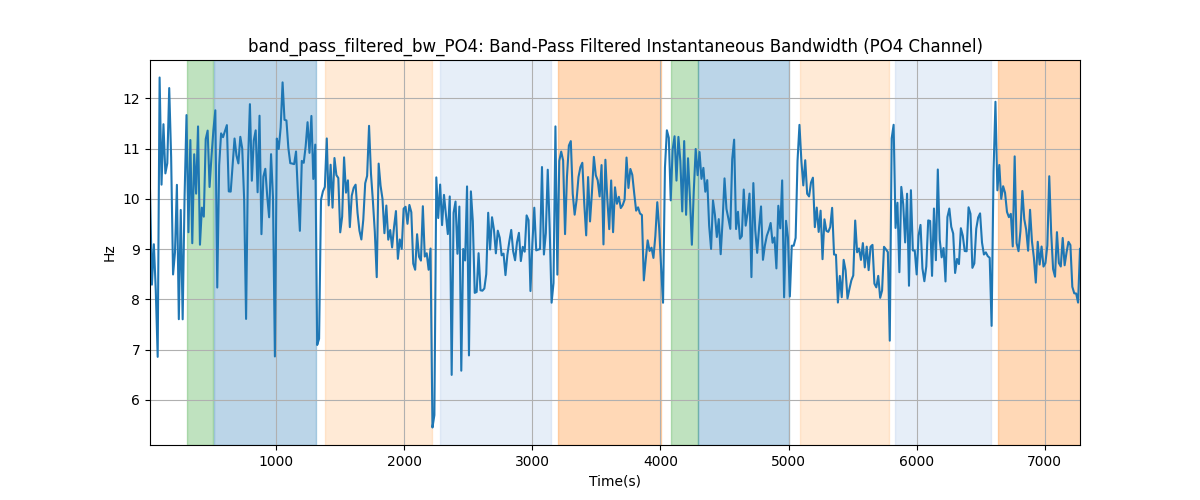 band_pass_filtered_bw_PO4: Band-Pass Filtered Instantaneous Bandwidth (PO4 Channel)
12
11
10
9
8
7
6
Hz
1000 2000 3000 4000 5000 6000 7000
Time(s)